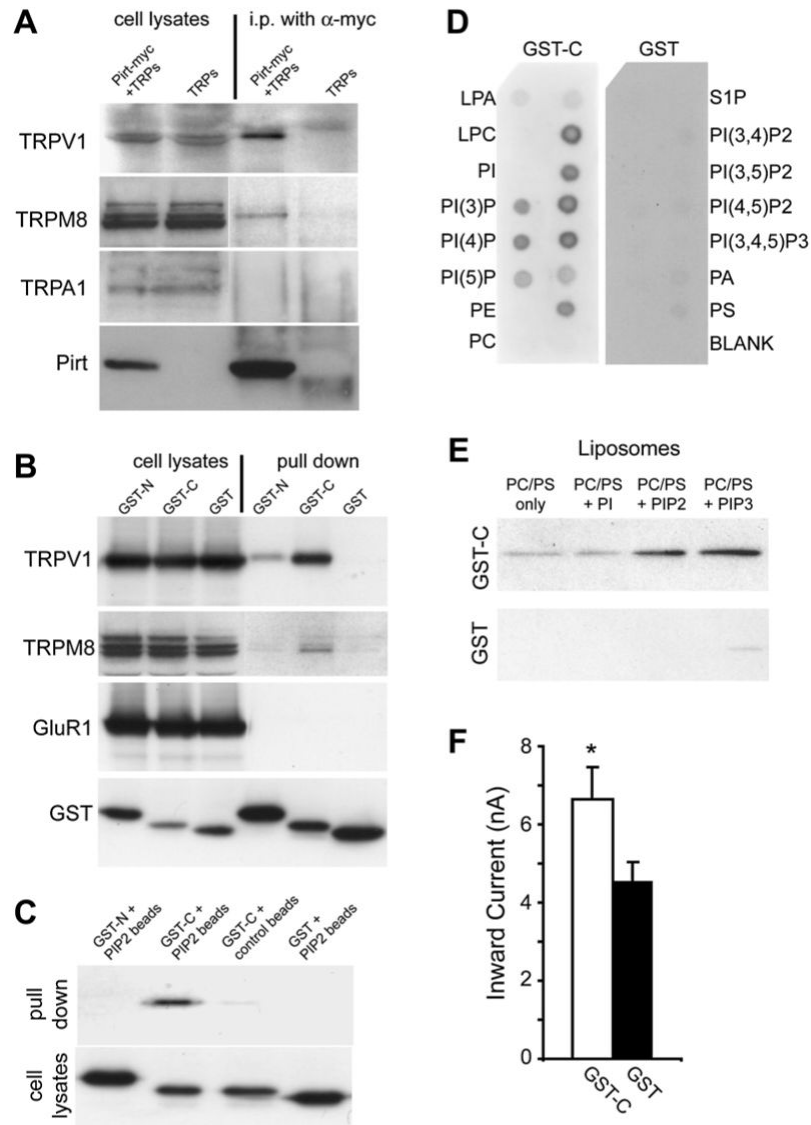 A
cell lysates
i.p. with α-myc
Pirt-myc
+TRPs
TRPs
Pirt-myc
+TRPs
TRPs
TRPV1
TRPM8
TRPA1
Pirt
B
cell lysates
pull down
GST-N
GST-C
GST
GST-N
GST-C
GST
TRPV1
TRPM8
GluR1
GST
C
GST-N +
PIP2 beads
GST-C +
PIP2 beads
GST-C +
control beads
GST +
PIP2 beads
pull
down
cell
lysates
D
GST-C
GST
LPA
LPC
PI
PI(3)P
PI(4)P
PI(5)P
PE
PC
S1P
PI(3,4)P2
PI(3,5)P2
PI(4,5)P2
PI(3,4,5)P3
PA
PS
BLANK
E
Liposomes
PC/PS
only
PC/PS
+ PI
PC/PS
+ PIP2
PC/PS
+ PIP3
GST-C
GST
F
Inward Current (nA)
8
6
4
2
0
*
GST-C
GST